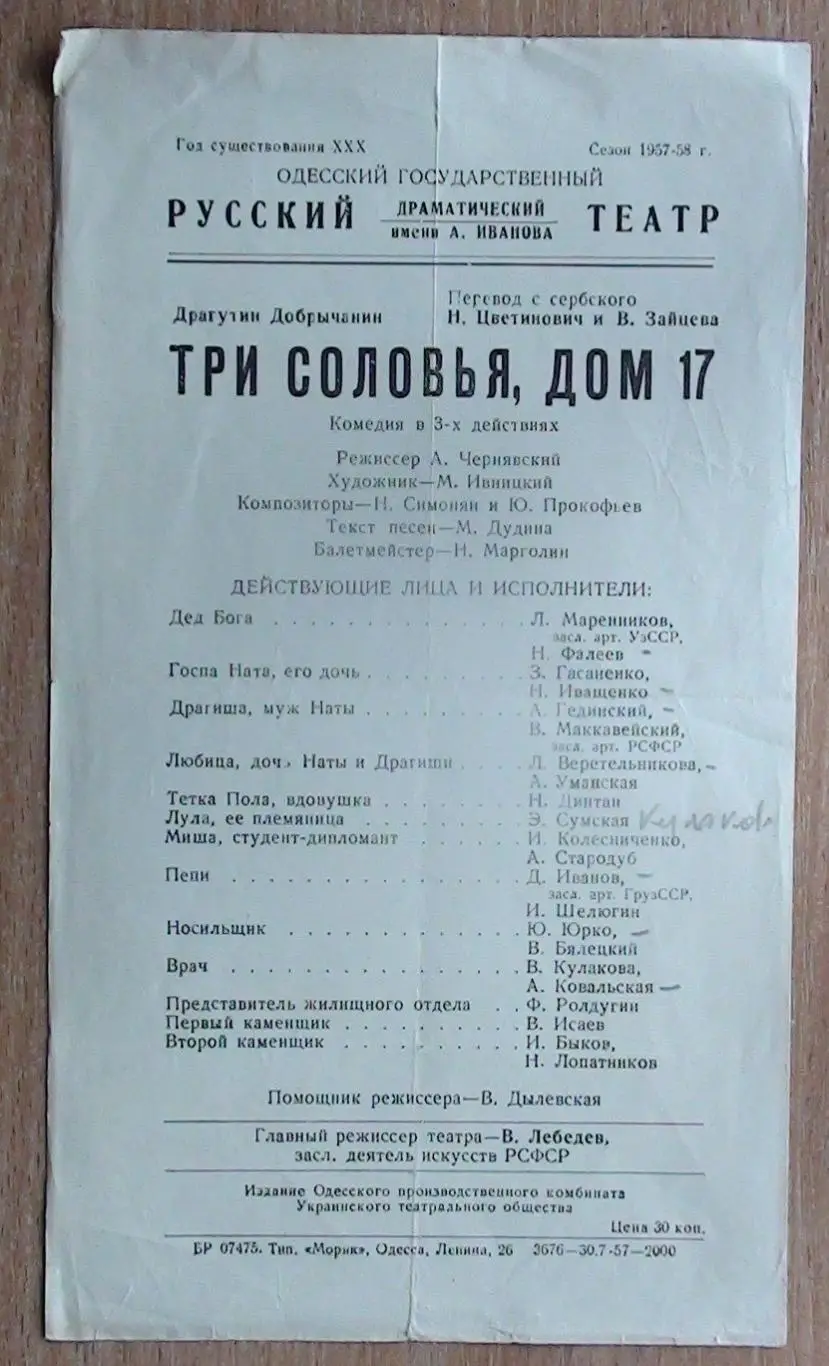 Год существования XXX Сезон 1957-58 г.
ОДЕССКИЙ ГОСУДАРСТВЕННЫЙ
РУССКИЙ ДРАМАТИЧЕСКИЙ ТЕАТР
имени А. ИВАНОВА
Перевод с сербского
Драгутин Добрычанин Н. Цветинович и В. Зайцева
ТРИ СОЛОВЬЯ, ДОМ 17
Комедия в 3-х действиях
Режиссер А. Чернявский
Художник—М. Ивницкий
Композиторы—Н. Симонян и Ю. Прокофьев
Текст песен—М. Дудина
Балетмейстер—Н. Марголин
ДЕЙСТВУЮЩИЕ ЛИЦА И ИСПОЛНИТЕЛИ:
Дед Бога . . . . . . . . . . . . . . Л. Маренников,
засл. арт. УзССР,
Н. Фалеев
Госпа Ната, его дочь . . . . . . . . З. Гасаненко,
Н. Иващенко
Драгиша, муж Наты . . . . . . . . . А. Гединский,
В. Маккавейский,
засл. арт. РСФСР
Любица, дочь Наты и Драгиши . . . . Л. Веретельникова,
А. Уманская
Тетка Пола, вдовушка . . . . . . . . Н. Динтан
Лула, ее племяница . . . . . . . . . Э. Сумская Кулакова
Миша, студент-дипломант . . . . . . И. Колесниченко,
А. Стародуб
Пепи . . . . . . . . . . . . . . . . Д. Иванов,
засл. арт. ГрузССР,
И. Шелюгин
Носильщик . . . . . . . . . . . . . Ю. Юрко,
В. Бялецкий
Врач . . . . . . . . . . . . . . . . В. Кулакова,
А. Ковальская
Представитель жилищного отдела . . Ф. Ролдугин
Первый каменщик . . . . . . . . . . В. Исаев
Второй каменщик . . . . . . . . . . И. Быков,
Н. Лопатников
Помощник режиссера—В. Дылевская
Главный режиссер театра—В. Лебедев,
засл. деятель искусств РСФСР
Издание Одесского производственного комбината
Украинского театрального общества
Цена 30 коп.
БР 07475. Тип. «Моряк», Одесса, Ленина, 26 3676—30.7-57—2000